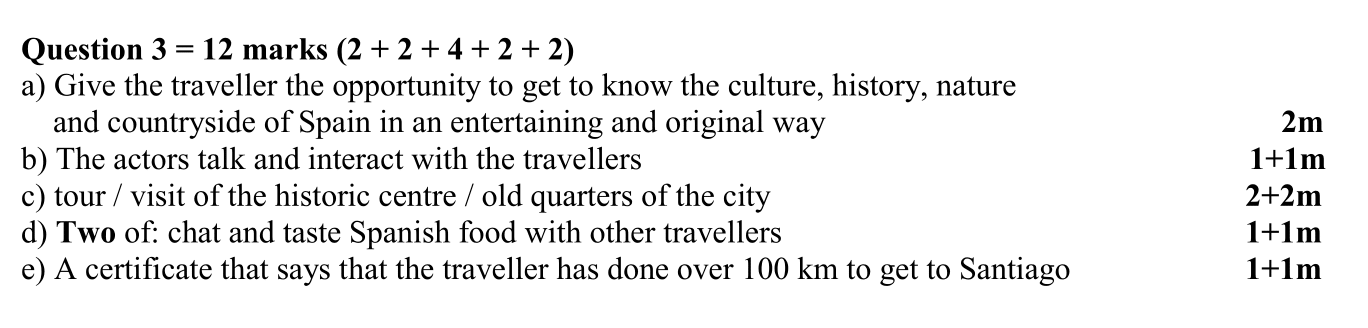 Question 3 = 12 marks (2 + 2 + 4 + 2 + 2)
a) Give the traveller the opportunity to get to know the culture, history, nature
and countryside of Spain in an entertaining and original way 2m
b) The actors talk and interact with the travellers 1+1m
c) tour / visit of the historic centre / old quarters of the city 2+2m
d) Two of: chat and taste Spanish food with other travellers 1+1m
e) A certificate that says that the traveller has done over 100 km to get to Santiago 1+1m